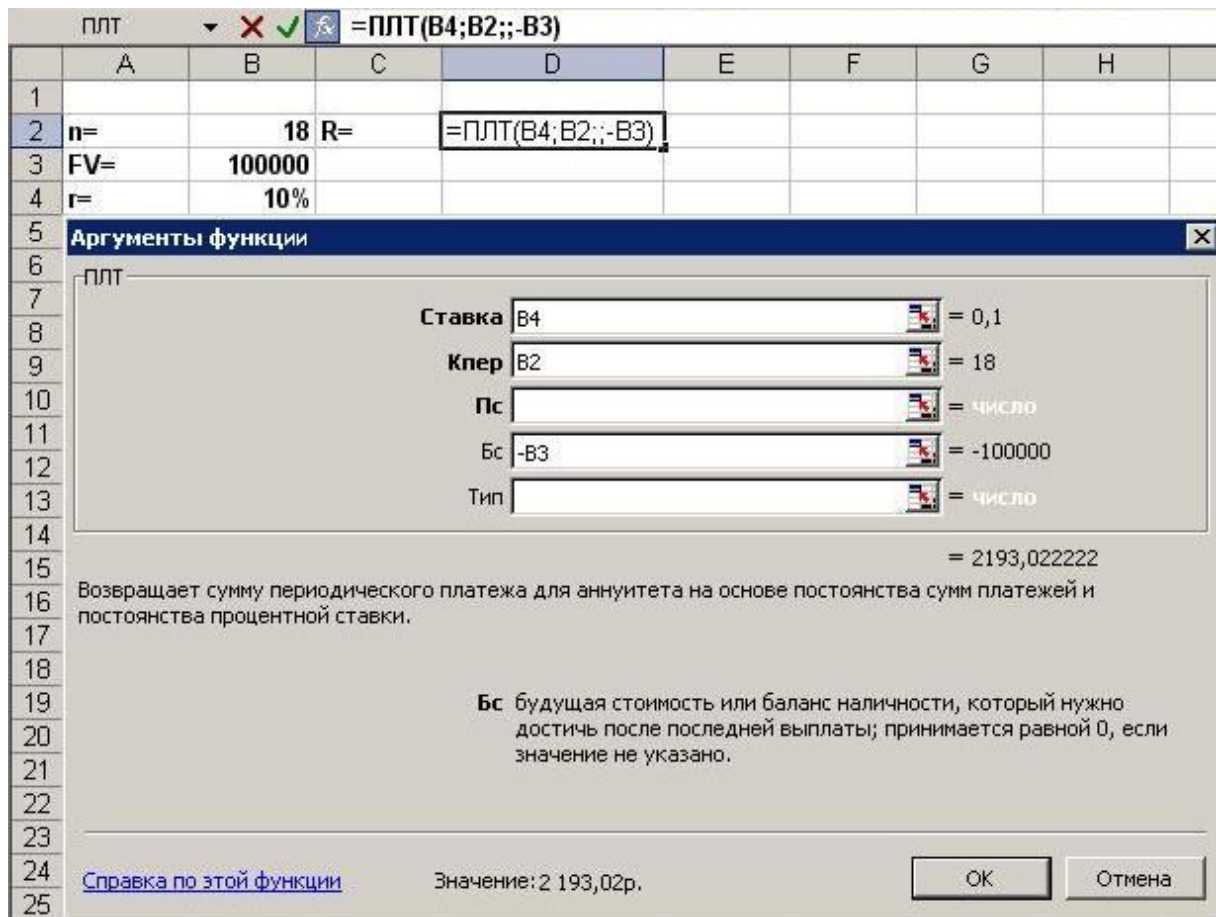 ПЛТ =ПЛТ(B4;B2;;-B3)
A B C D E F G H
1
2 n= 18 R= =ПЛТ(B4;B2;;-B3)
3 FV= 100000
4 r= 10%
5 Аргументы функции
6 ПЛТ
7
8 Ставка B4 = 0,1
9 Кпер B2 = 18
10 Пс = число
11
12 Бс -B3 = -100000
13 Тип = число
14
15 = 2193,022222
16 Возвращает сумму периодического платежа для аннуитета на основе постоянства сумм платежей и
17 постоянства процентной ставки.
18
19 Бс будущая стоимость или баланс наличности, который нужно
20 достичь после последней выплаты; принимается равной 0, если
21 значение не указано.
22
23
24 Справка по этой функции Значение:2 193,02р. OK Отмена
25